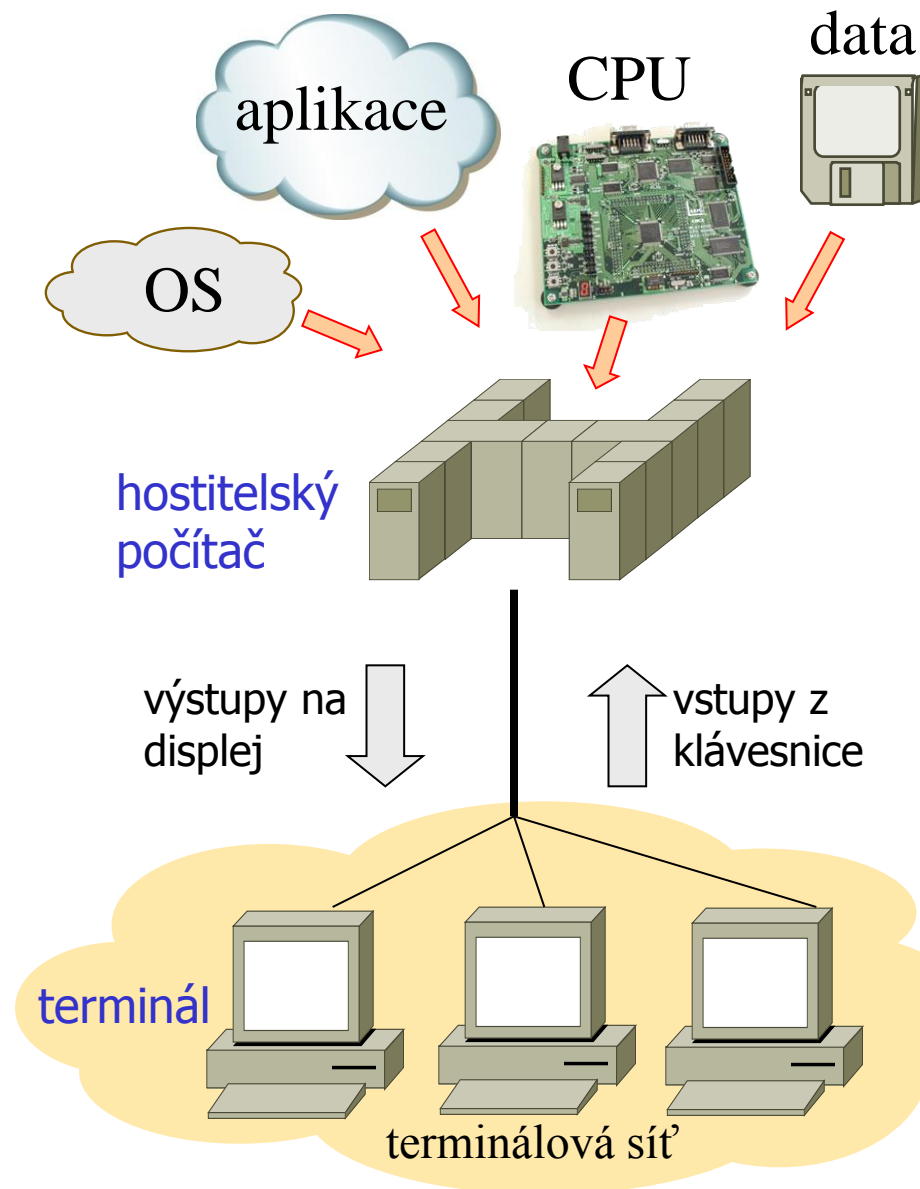 data
CPU
aplikace
OS
hostitelský
počítač
výstupy na
displej
vstupy z
klávesnice
terminál
terminálová síť